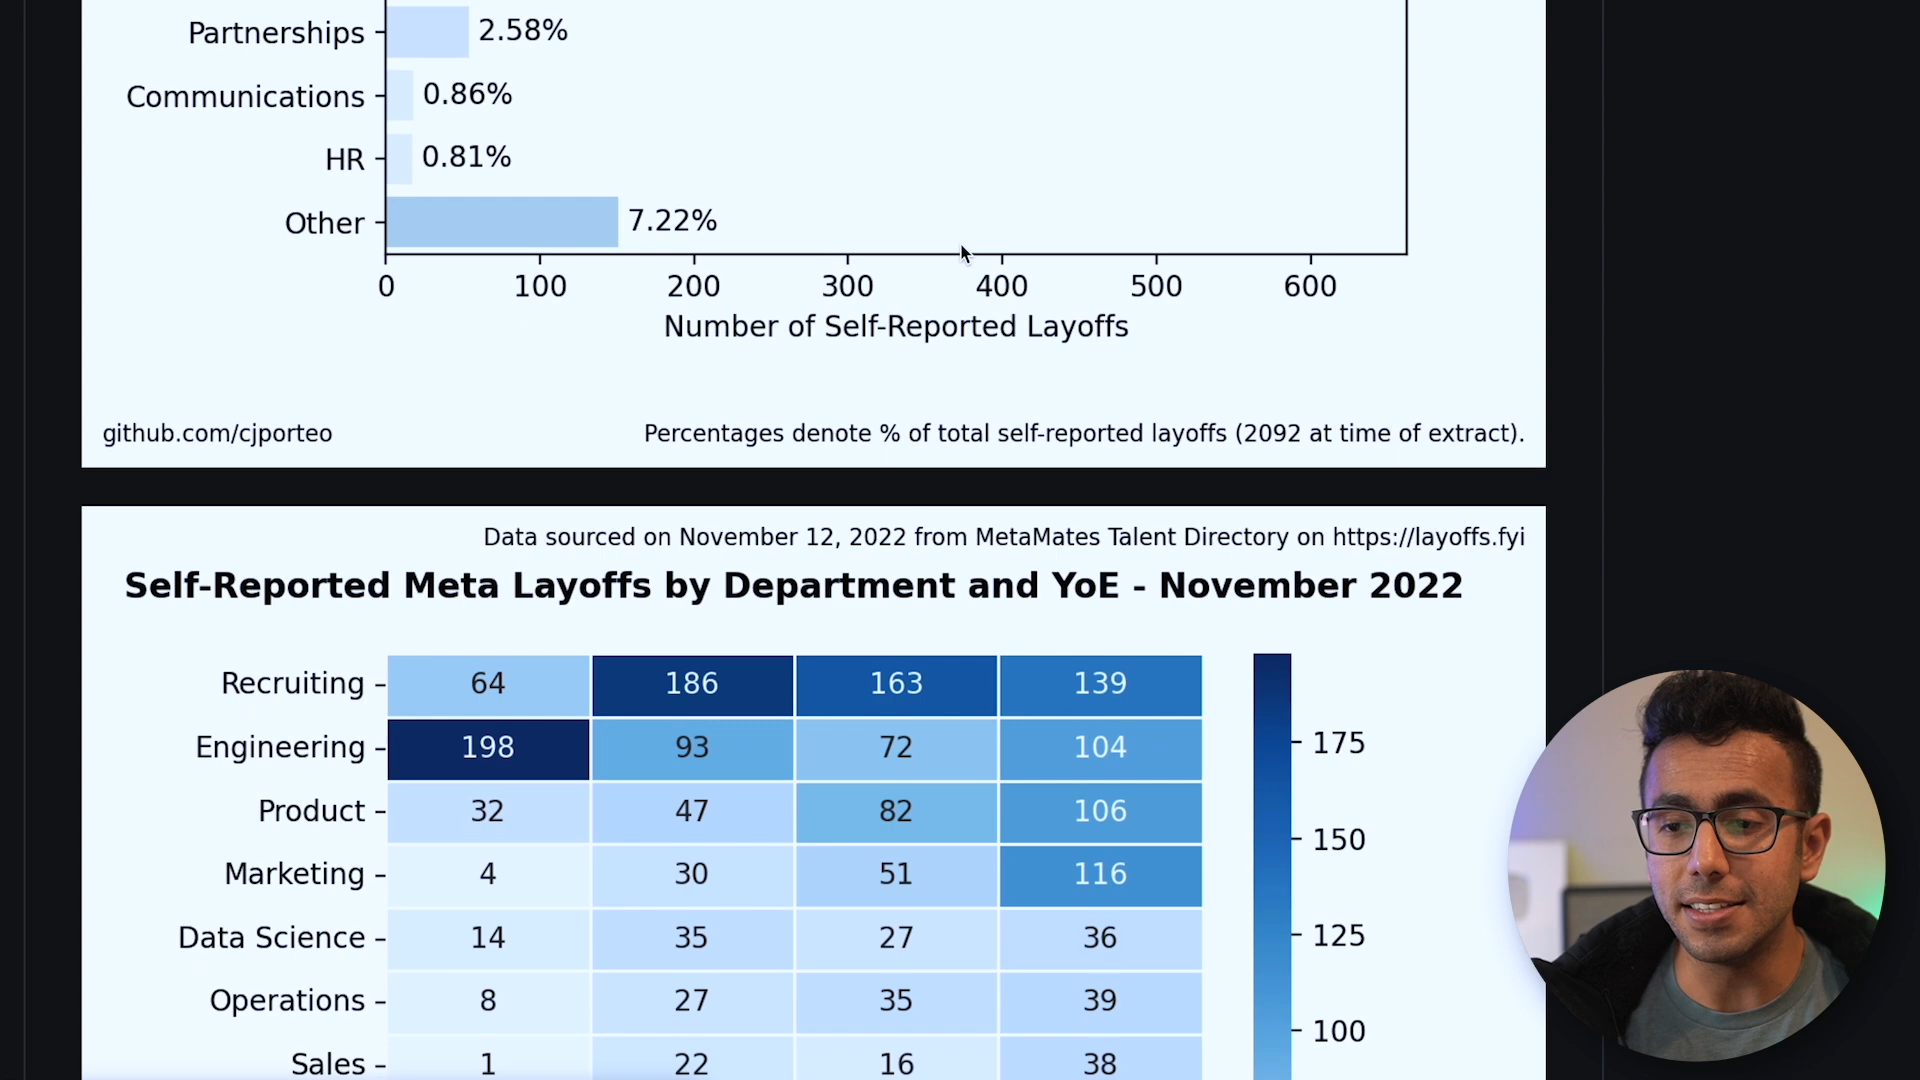 Partnerships 2.58%
Communications 0.86%
HR 0.81%
Other 7.22%
0 100 200 300 400 500 600
Number of Self-Reported Layoffs
github.com/cjporteo Percentages denote % of total self-reported layoffs (2092 at time of extract).
Data sourced on November 12, 2022 from MetaMates Talent Directory on https://layoffs.fyi
Self-Reported Meta Layoffs by Department and YoE - November 2022
Recruiting 64 186 163 139
Engineering 198 93 72 104 175
Product 32 47 82 106
150
Marketing 4 30 51 116
Data Science 14 35 27 36 125
Operations 8 27 35 39
100
Sales 1 22 16 38